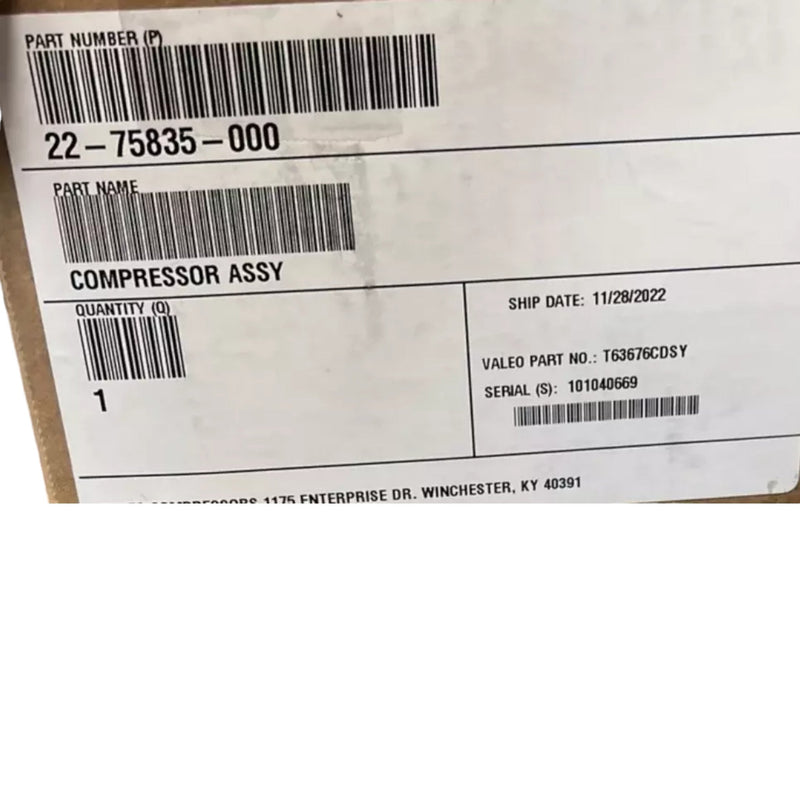 PART NUMBER (P)
22-75835-000
PART NAME
COMPRESSOR ASSY
QUANTITY (Q)
1
SHIP DATE: 11/28/2022
VALEO PART NO.: T63676CDSY
SERIAL (S): 101040669
1175 ENTERPRISE DR. WINCHESTER, KY 40391